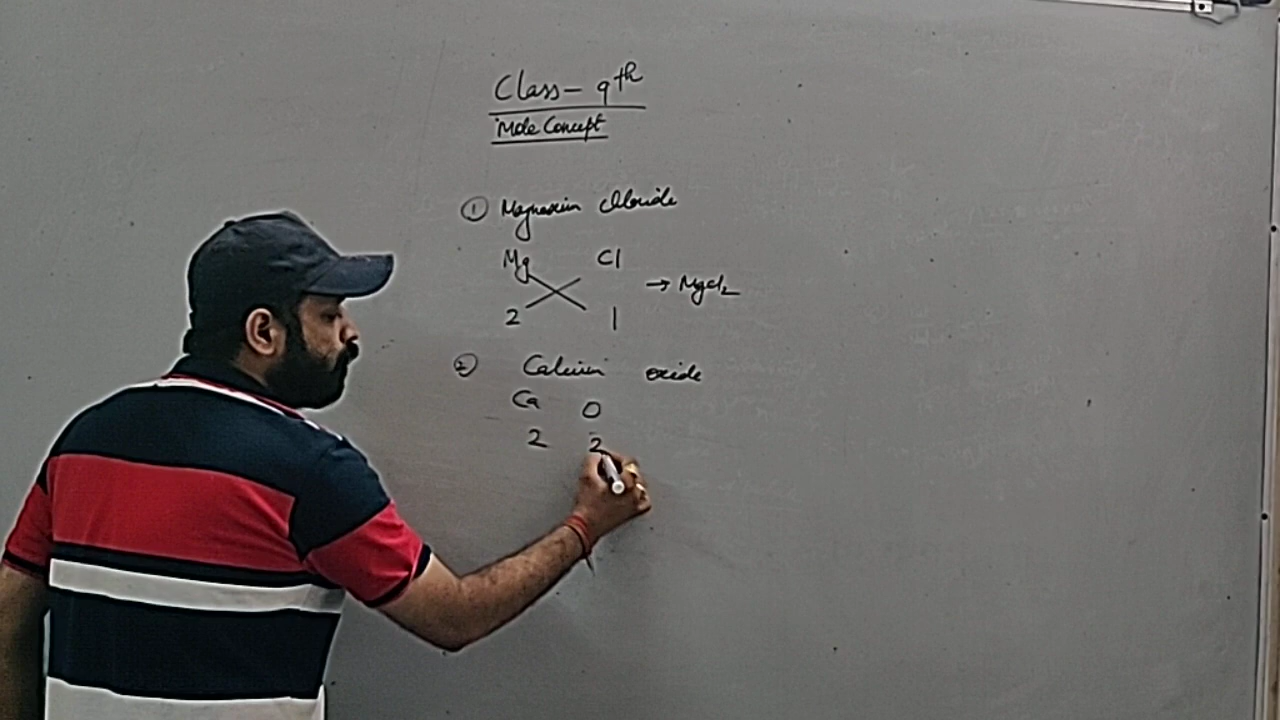 Class - 9th
Mole Concept
① Magnesium Chloride
Mg Cl
→ MgCl₂
2 1
② Calcium oxide
Ca O
2 2